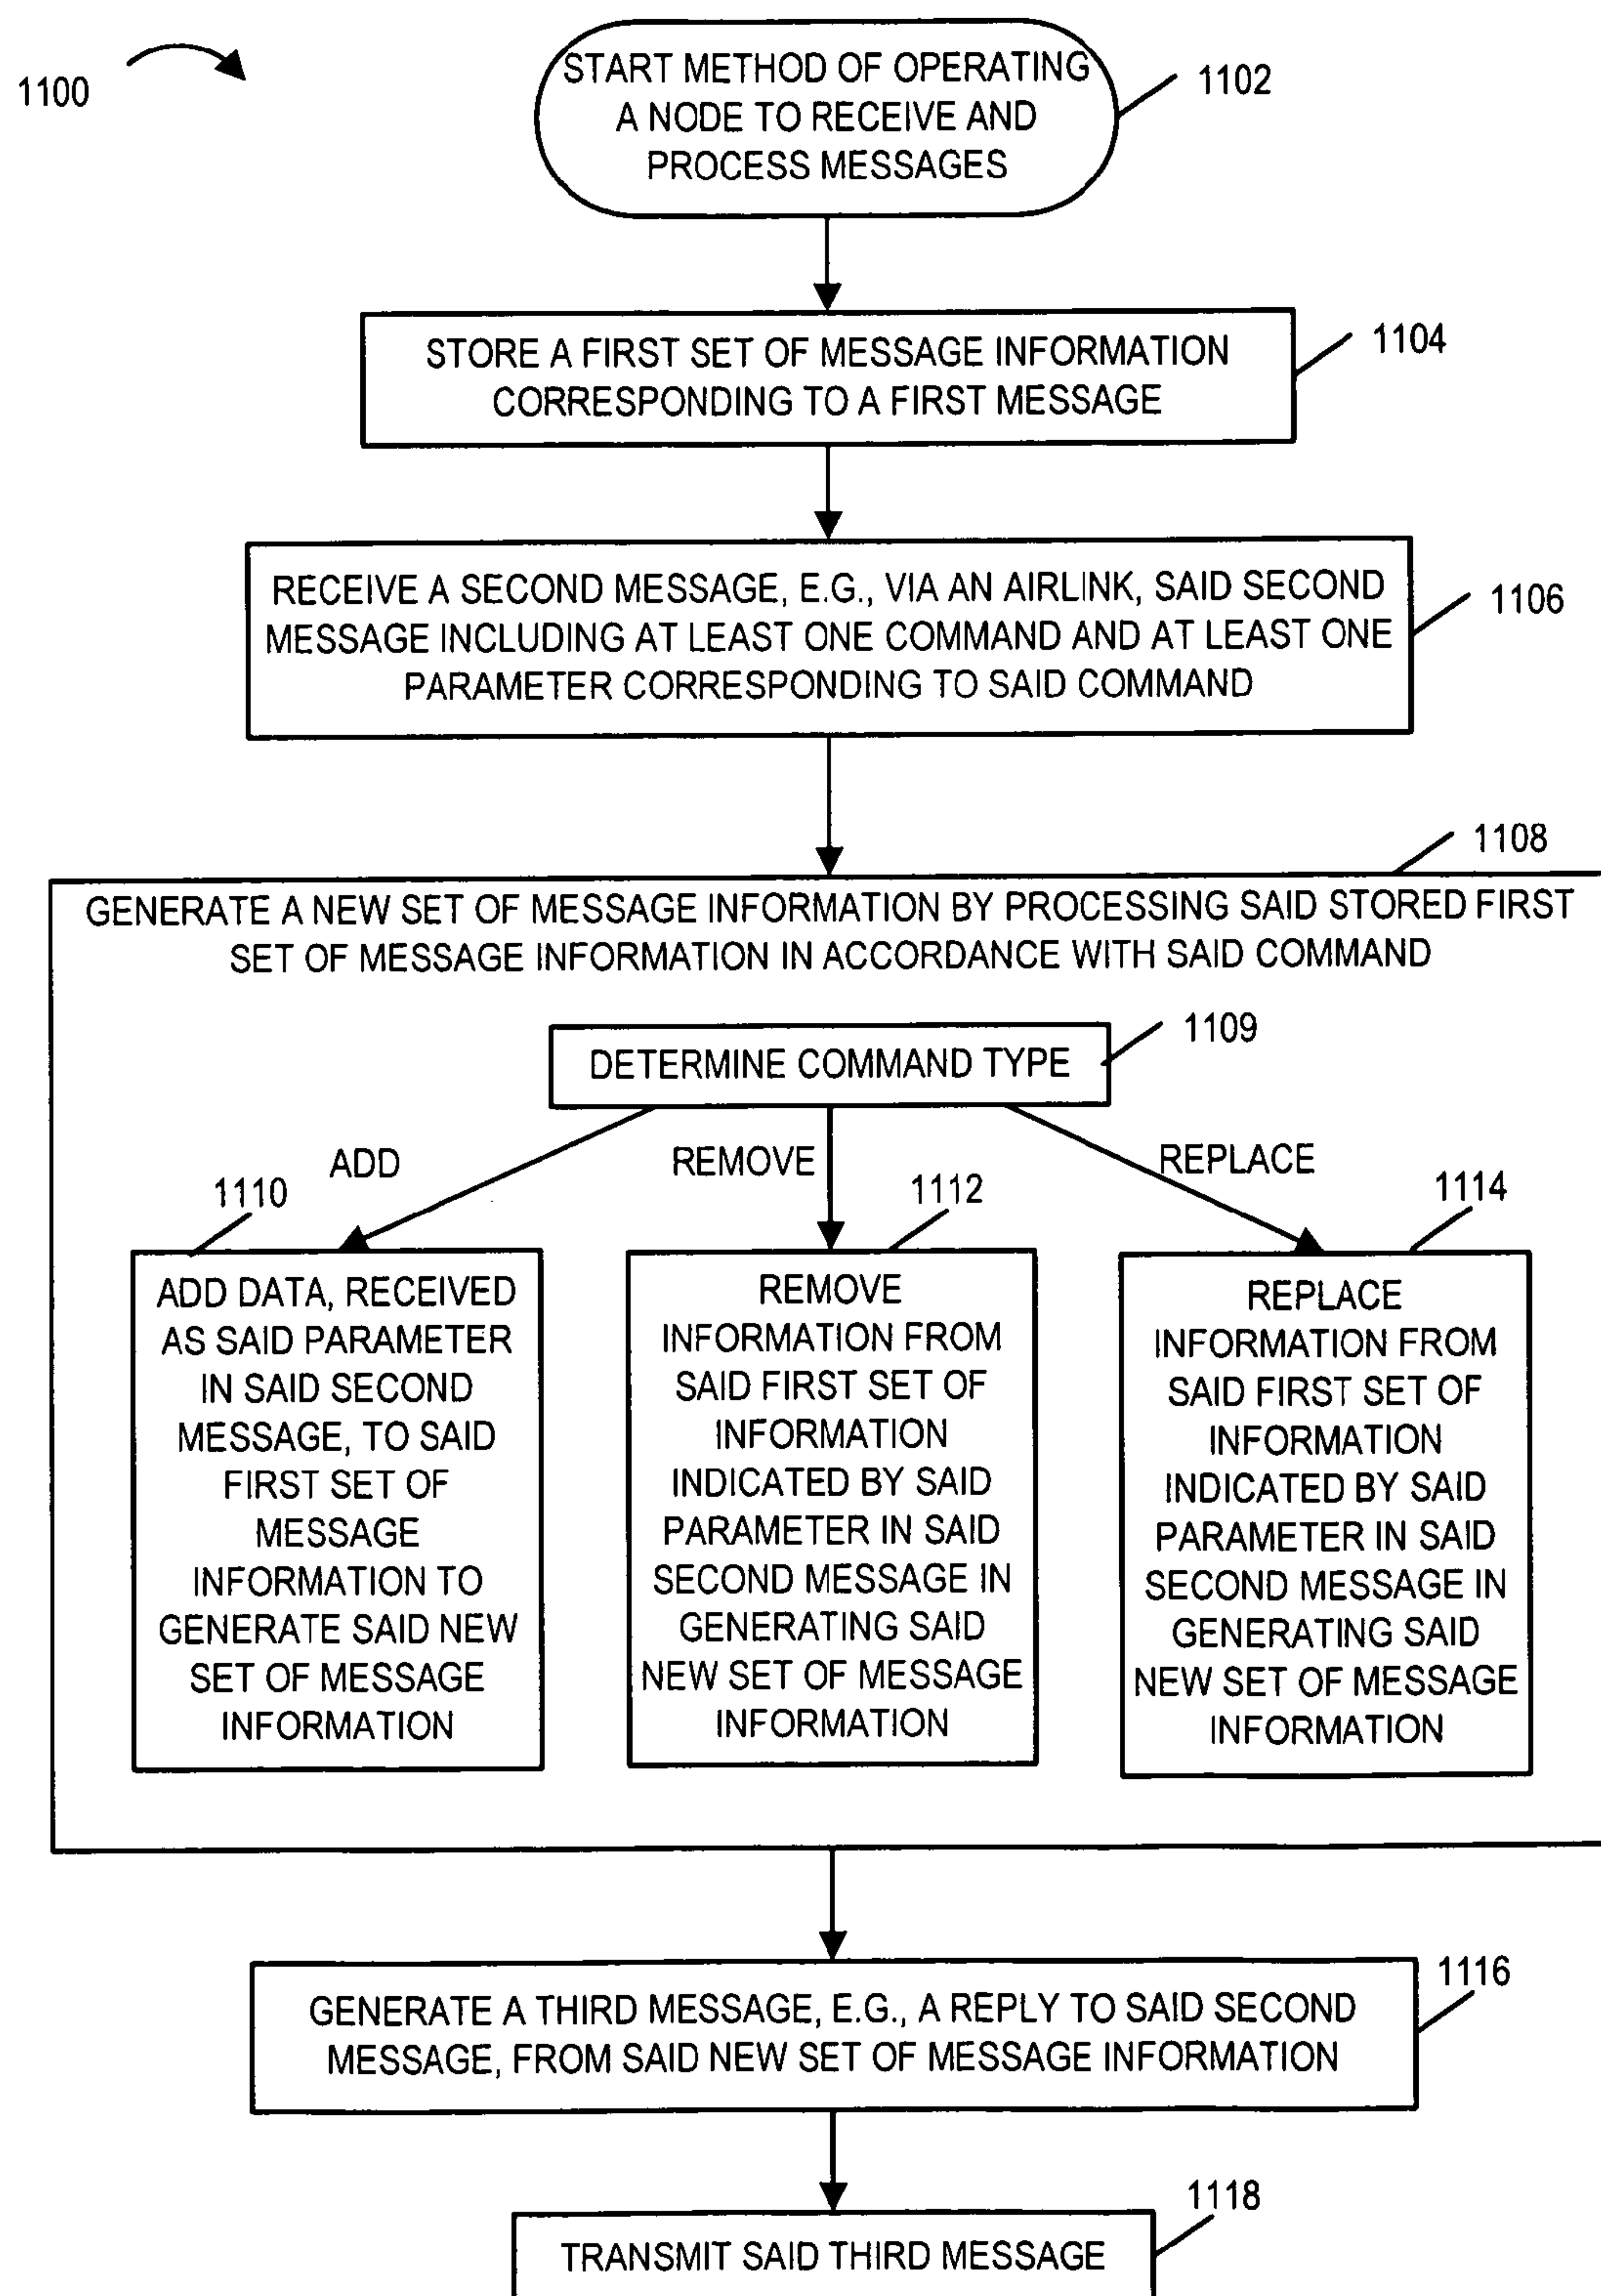 1100
START METHOD OF OPERATING
A NODE TO RECEIVE AND
PROCESS MESSAGES
1102
STORE A FIRST SET OF MESSAGE INFORMATION
CORRESPONDING TO A FIRST MESSAGE
1104
RECEIVE A SECOND MESSAGE, E.G., VIA AN AIRLINK, SAID SECOND
MESSAGE INCLUDING AT LEAST ONE COMMAND AND AT LEAST ONE
PARAMETER CORRESPONDING TO SAID COMMAND
1106
1108
GENERATE A NEW SET OF MESSAGE INFORMATION BY PROCESSING SAID STORED FIRST
SET OF MESSAGE INFORMATION IN ACCORDANCE WITH SAID COMMAND
1109
DETERMINE COMMAND TYPE
ADD
REMOVE
REPLACE
1110
ADD DATA, RECEIVED
AS SAID PARAMETER
IN SAID SECOND
MESSAGE, TO SAID
FIRST SET OF
MESSAGE
INFORMATION TO
GENERATE SAID NEW
SET OF MESSAGE
INFORMATION
1112
REMOVE
INFORMATION FROM
SAID FIRST SET OF
INFORMATION
INDICATED BY SAID
PARAMETER IN SAID
SECOND MESSAGE IN
GENERATING SAID
NEW SET OF MESSAGE
INFORMATION
1114
REPLACE
INFORMATION FROM
SAID FIRST SET OF
INFORMATION
INDICATED BY SAID
PARAMETER IN SAID
SECOND MESSAGE IN
GENERATING SAID
NEW SET OF MESSAGE
INFORMATION
1116
GENERATE A THIRD MESSAGE, E.G., A REPLY TO SAID SECOND
MESSAGE, FROM SAID NEW SET OF MESSAGE INFORMATION
1118
TRANSMIT SAID THIRD MESSAGE